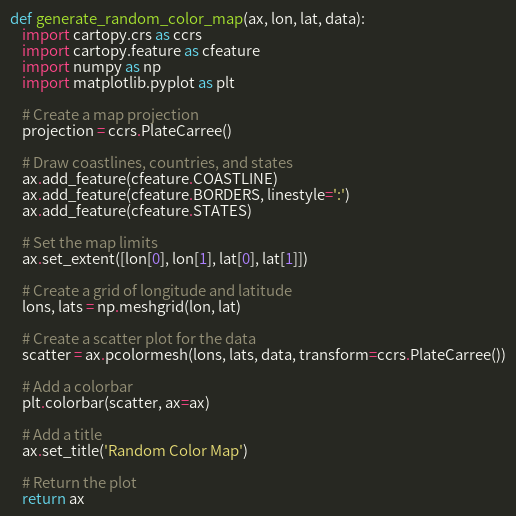 def generate_random_color_map(ax, lon, lat, data):
    import cartopy.crs as ccrs
    import cartopy.feature as cfeature
    import numpy as np
    import matplotlib.pyplot as plt

    # Create a map projection
    projection = ccrs.PlateCarree()

    # Draw coastlines, countries, and states
    ax.add_feature(cfeature.COASTLINE)
    ax.add_feature(cfeature.BORDERS, linestyle=':')
    ax.add_feature(cfeature.STATES)

    # Set the map limits
    ax.set_extent([lon[0], lon[1], lat[0], lat[1]])

    # Create a grid of longitude and latitude
    lons, lats = np.meshgrid(lon, lat)

    # Create a scatter plot for the data
    scatter = ax.pcolormesh(lons, lats, data, transform=ccrs.PlateCarree())

    # Add a colorbar
    plt.colorbar(scatter, ax=ax)

    # Add a title
    ax.set_title('Random Color Map')

    # Return the plot
    return ax